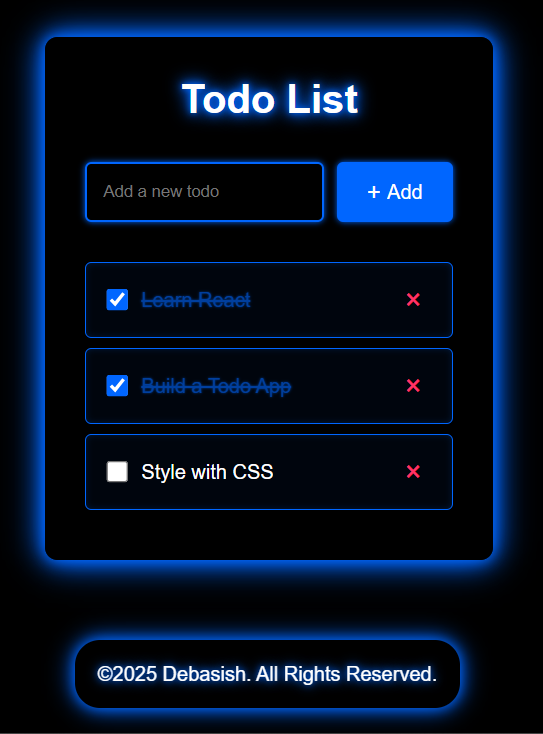 Todo List
Add a new todo
+ Add
Learn React
Build a Todo App
Style with CSS
©2025 Debasish. All Rights Reserved.